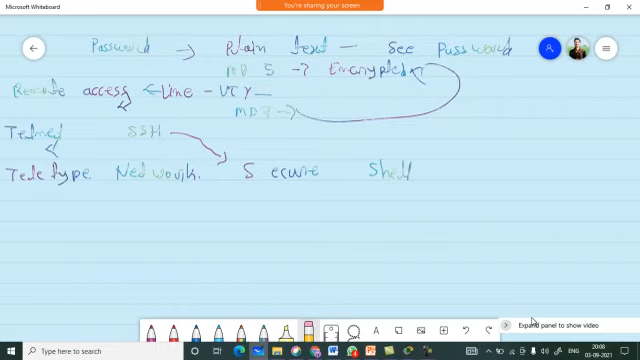 Microsoft Whiteboard
You're sharing your screen
Password → Plain Text — See Password
MD 5 → Encrypted
Remote access ← Line - VTY
MD7 →
Telnet SSH
Teletype Network. Secure Shell
Expand panel to show video
Type here to search
ENG
20:08
03-09-2021